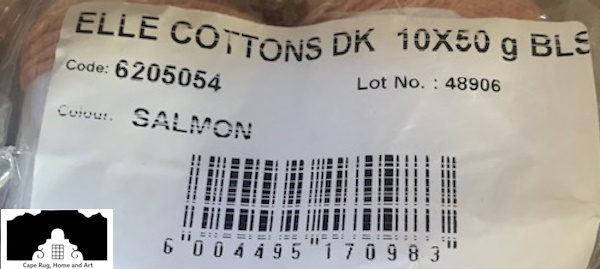 ELLE COTTONS DK 10X50 g BLS
Code: 6205054
Lot No. : 48906
Colour: SALMON
6 "004495 "170983 "
Cape Rug, Home and Art